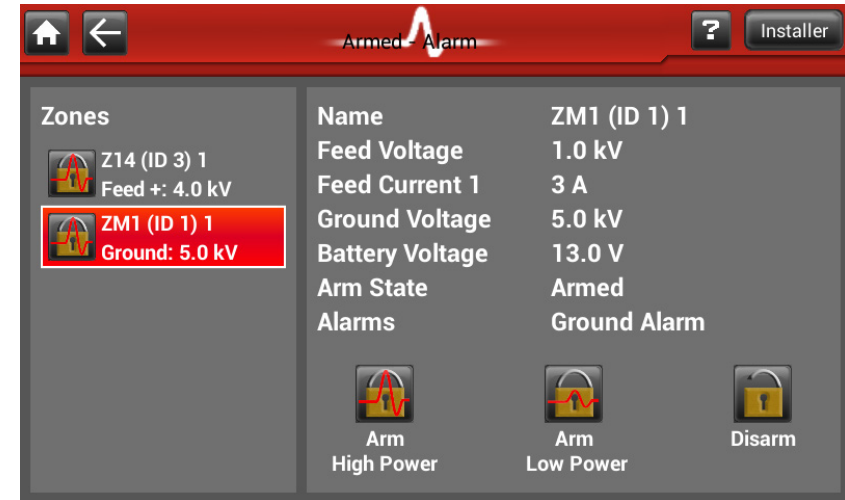 Armed - Alarm
?
Installer
Zones
Z14 (ID 3) 1
Feed +: 4.0 kV
ZM1 (ID 1) 1
Ground: 5.0 kV
Name ZM1 (ID 1) 1
Feed Voltage 1.0 kV
Feed Current 1 3 A
Ground Voltage 5.0 kV
Battery Voltage 13.0 V
Arm State Armed
Alarms Ground Alarm
Arm
High Power
Arm
Low Power
Disarm